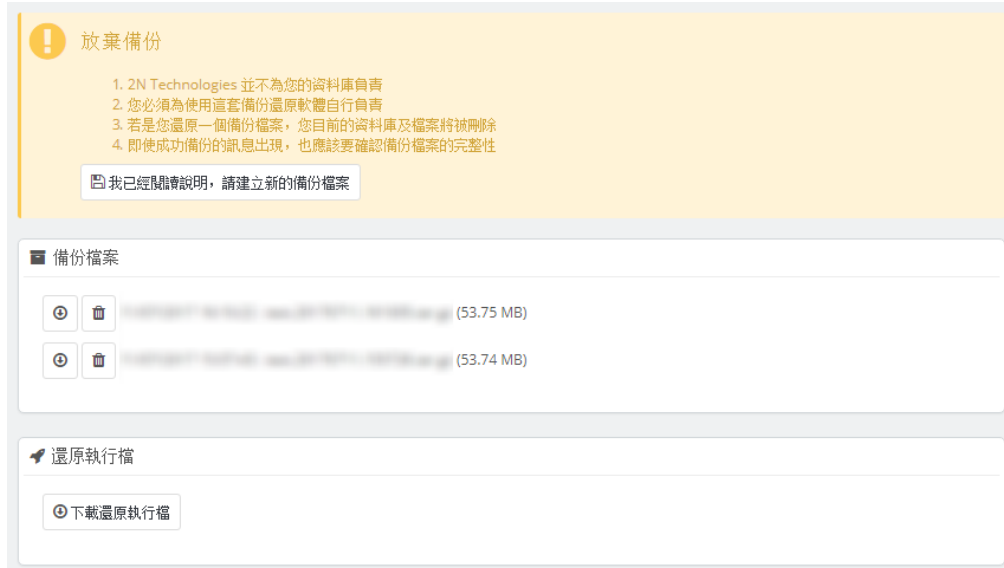 放棄備份
1. 2N Technologies 並不為您的資料庫負責
2. 您必須為使用這套備份還原軟體自行負責
3. 若是您還原一個備份檔案，您目前的資料庫及檔案將被刪除
4. 即使成功備份的訊息出現，也應該要確認備份檔案的完整性
我已經閱讀說明，請建立新的備份檔案
備份檔案
(53.75 MB)
(53.74 MB)
還原執行檔
下載還原執行檔